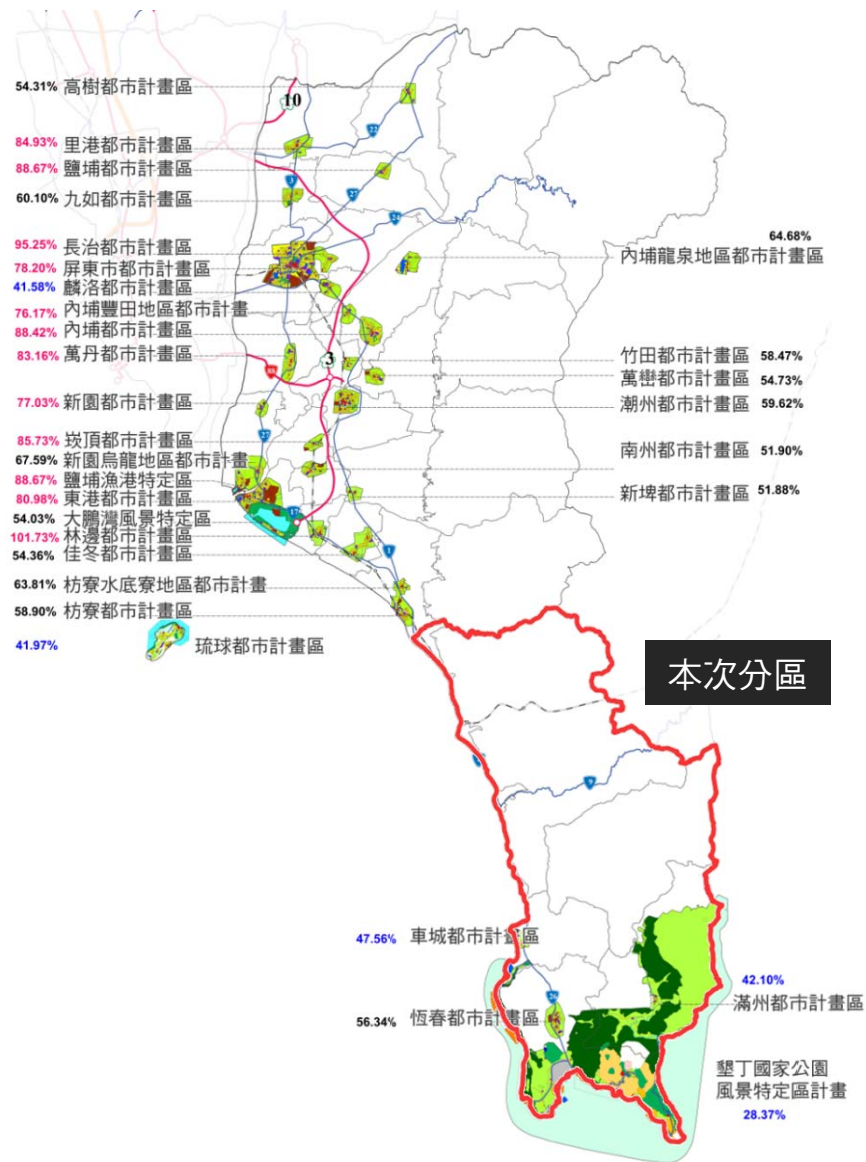 54.31% 高樹都市計畫區
10
22
84.93% 里港都市計畫區
88.67% 鹽埔都市計畫區
3
27
60.10% 九如都市計畫區
24
64.68%
內埔龍泉地區都市計畫區
95.25% 長治都市計畫區
78.20% 屏東市都市計畫區
41.58% 麟洛都市計畫區
76.17% 內埔豐田地區都市計畫
88.42% 內埔都市計畫區
83.16% 萬丹都市計畫區
3
88
竹田都市計畫區 58.47%
萬巒都市計畫區 54.73%
潮州都市計畫區 59.62%
77.03% 新園都市計畫區
27
85.73% 崁頂都市計畫區
67.59% 新園烏龍地區都市計畫
南州都市計畫區 51.90%
88.67% 鹽埔漁港特定區
80.98% 東港都市計畫區
新埤都市計畫區 51.88%
54.03% 大鵬灣風景特定區
17
101.73% 林邊都市計畫區
54.36% 佳冬都市計畫區
1
63.81% 枋寮水底寮地區都市計畫
58.90% 枋寮都市計畫區
41.97% 琉球都市計畫區
本次分區
9
47.56% 車城都市計畫區
26
42.10%
滿州都市計畫區
56.34% 恆春都市計畫區
墾丁國家公園
風景特定區計畫
28.37%